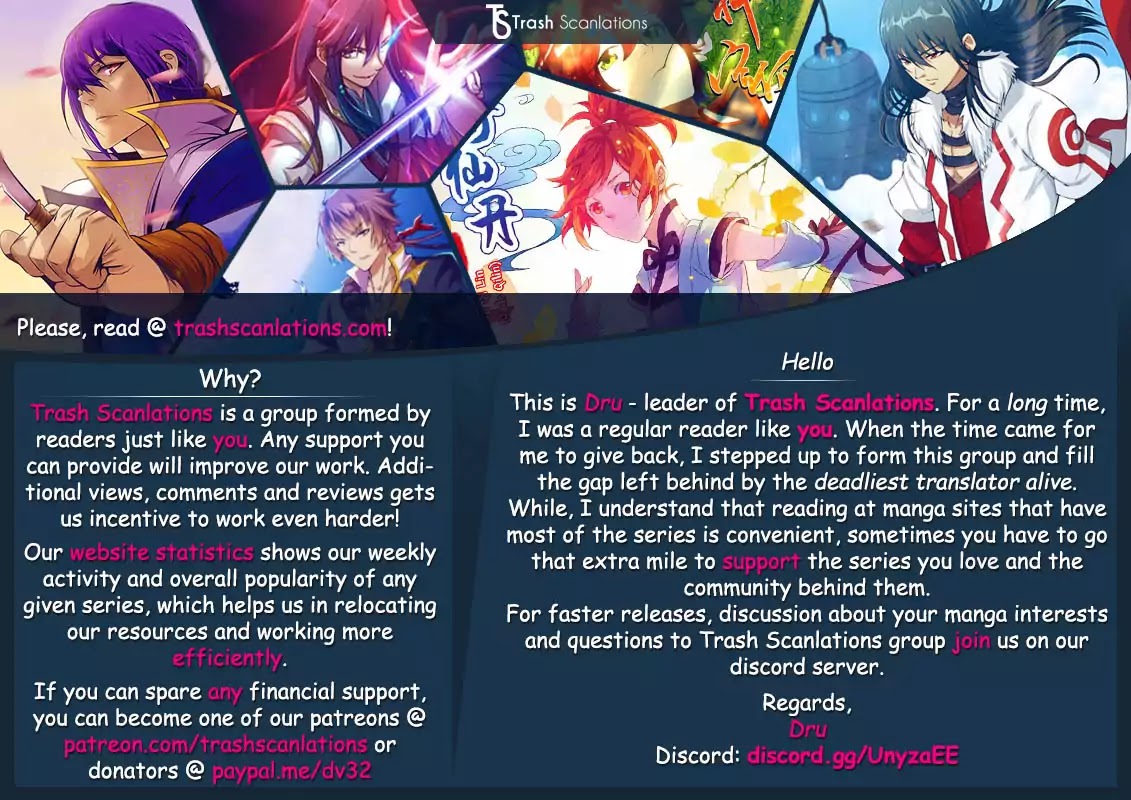 TS Trash Scanlations
仙丹
Please, read @ trashscanlations.com!
Why?
Trash Scanlations is a group formed by
readers just like you. Any support you
can provide will improve our work. Addi-
tional views, comments and reviews gets
us incentive to work even harder!
Our website statistics shows our weekly
activity and overall popularity of any
given series, which helps us in relocating
our resources and working more
efficiently.
If you can spare any financial support,
you can become one of our patreons @
patreon.com/trashscanlations or
donators @ paypal.me/dv32
Hello
This is Dru - leader of Trash Scanlations. For a long time,
I was a regular reader like you. When the time came for
me to give back, I stepped up to form this group and fill
the gap left behind by the deadliest translator alive.
While, I understand that reading at manga sites that have
most of the series is convenient, sometimes you have to go
that extra mile to support the series you love and the
community behind them.
For faster releases, discussion about your manga interests
and questions to Trash Scanlations group join us on our
discord server.
Regards,
Dru
Discord: discord.gg/UnyzaEE